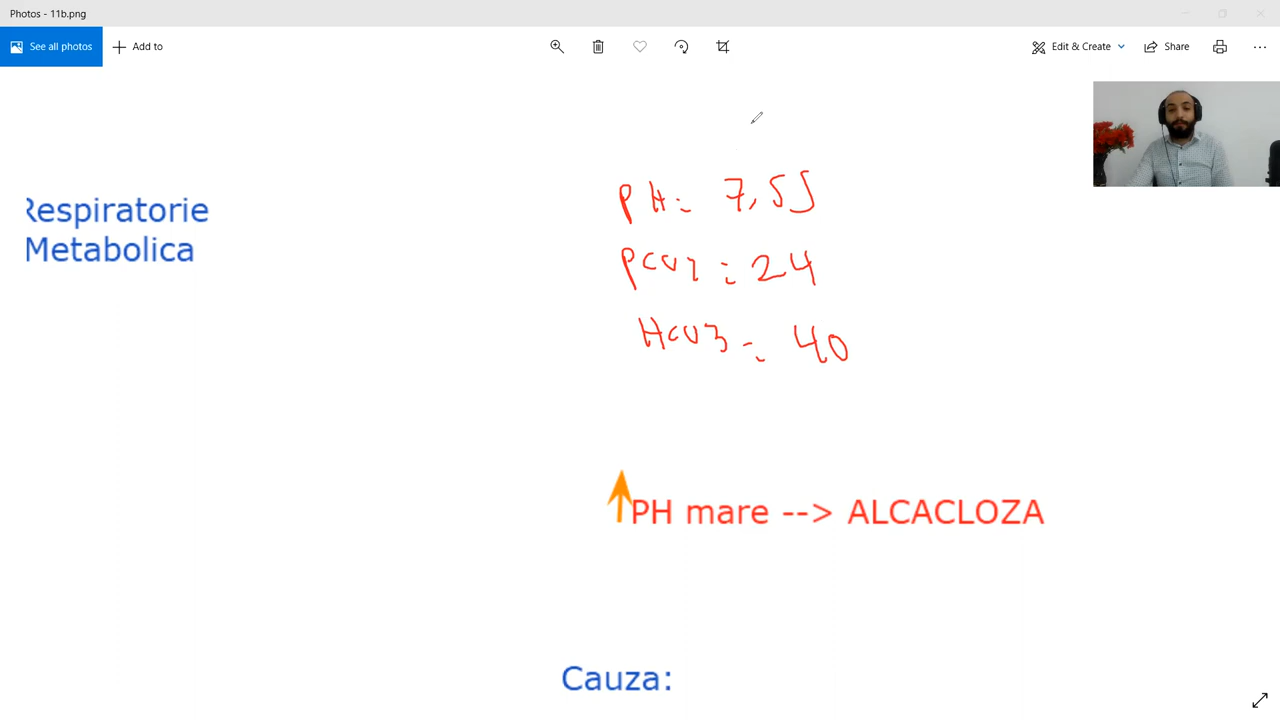 Photos - 11b.png
See all photos
Add to
Edit & Create
Share
Respiratorie
Metabolica
PH = 7,55
PCO2 = 24
HCO3 = 40
PH mare --> ALCACLOZA
Cauza: